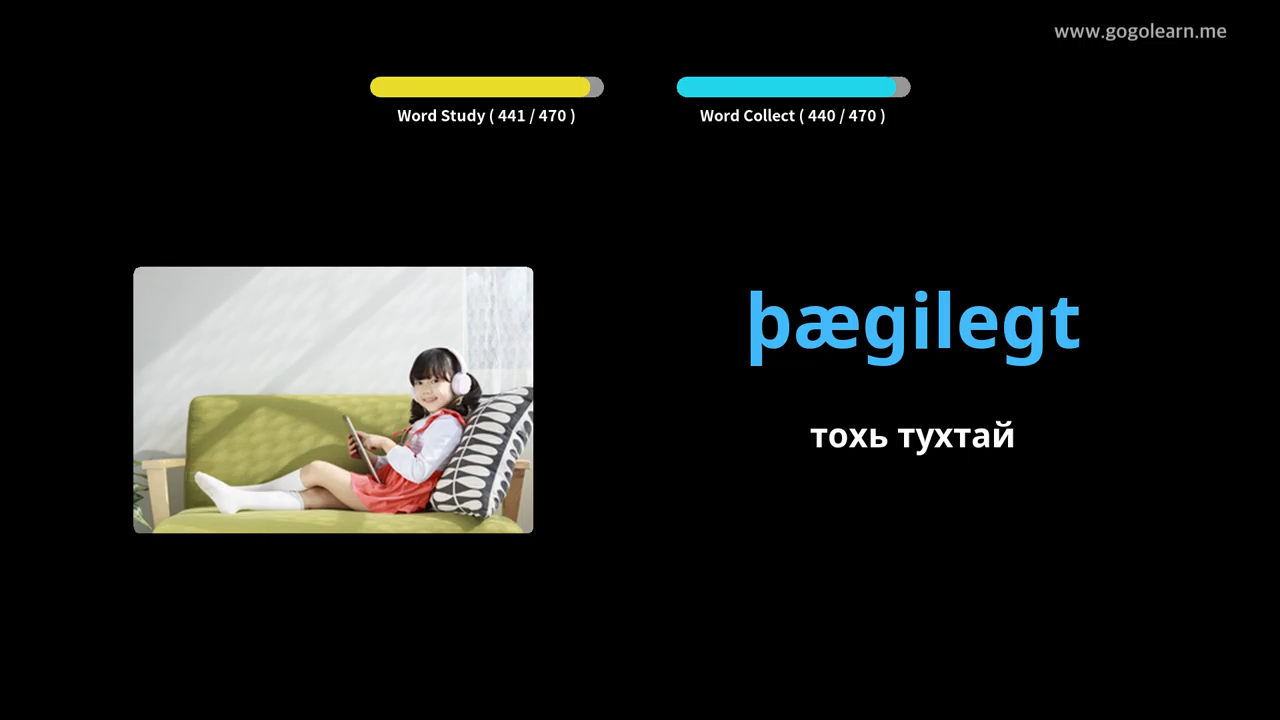 www.gogolearn.me
Word Study ( 441 / 470 )
Word Collect ( 440 / 470 )
þægilegt
тохь тухтай